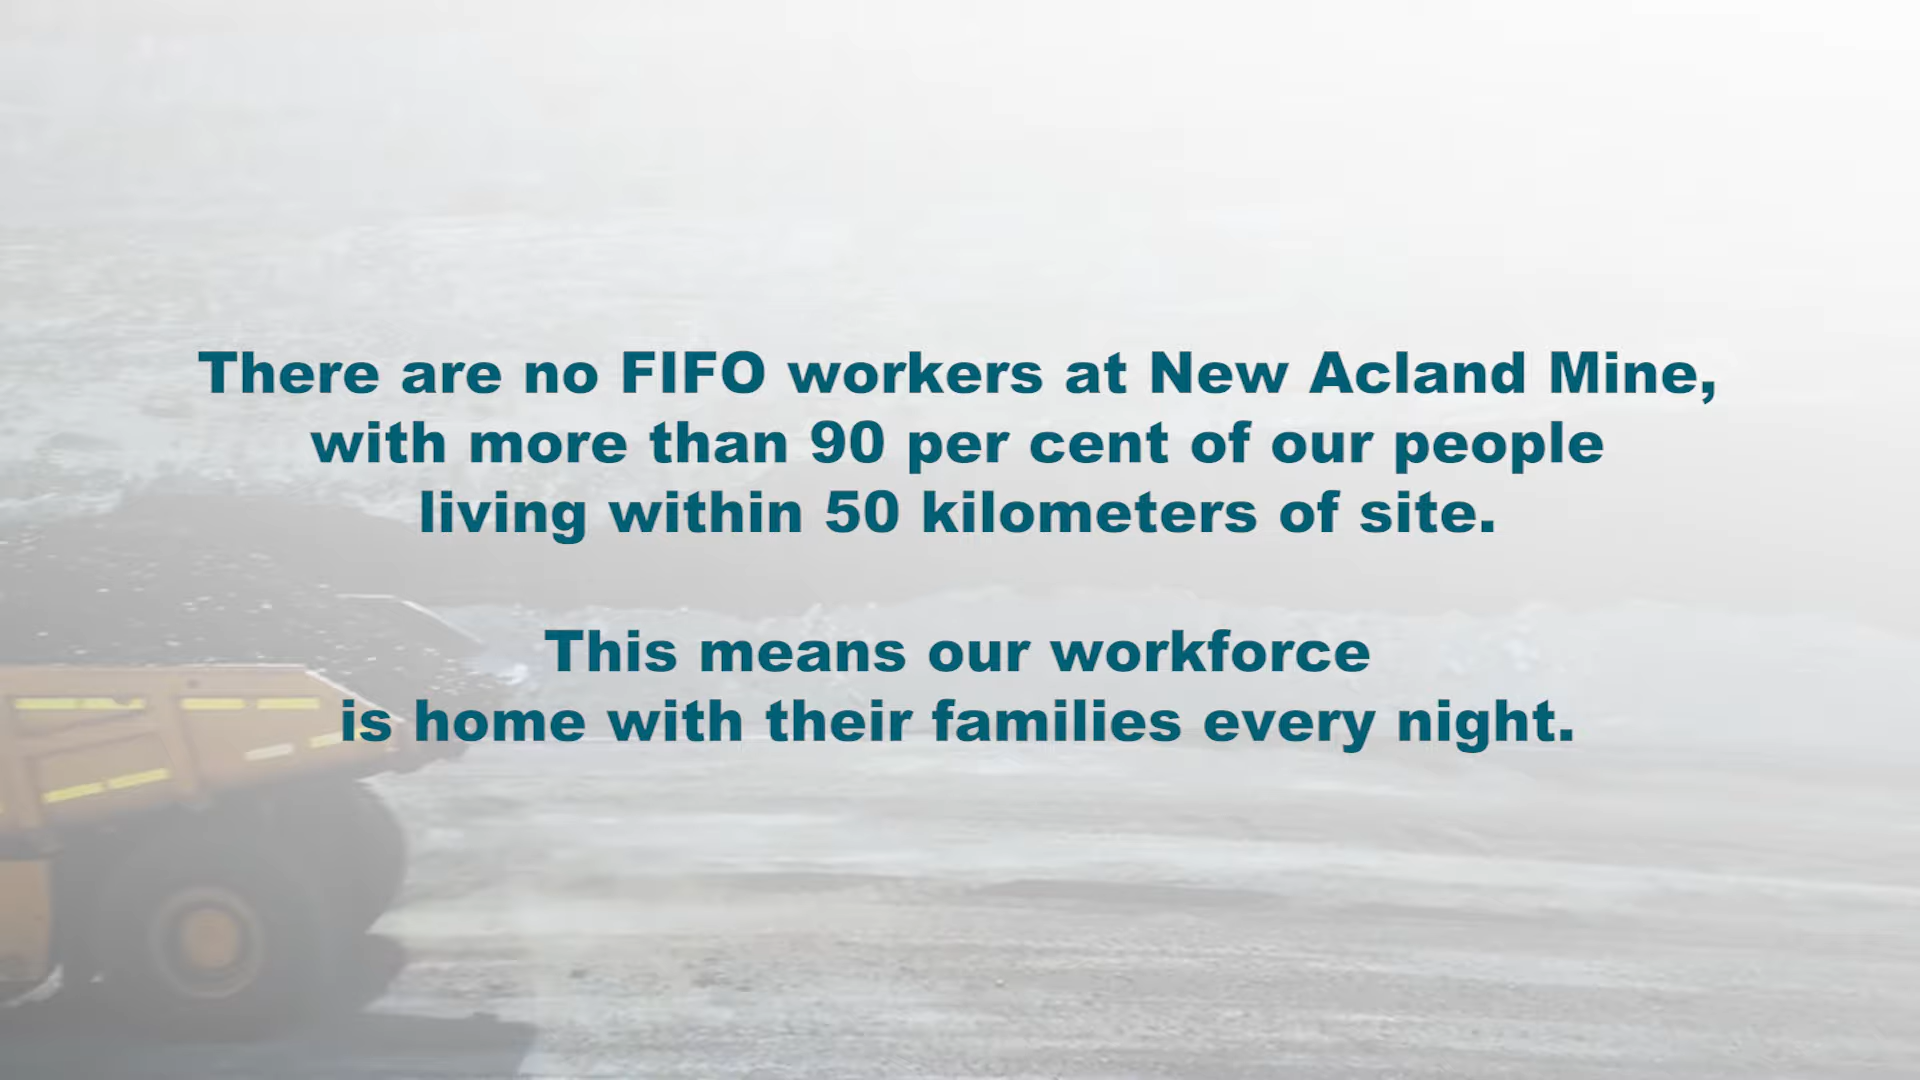 There are no FIFO workers at New Acland Mine,
with more than 90 per cent of our people
living within 50 kilometers of site.
This means our workforce
is home with their families every night.